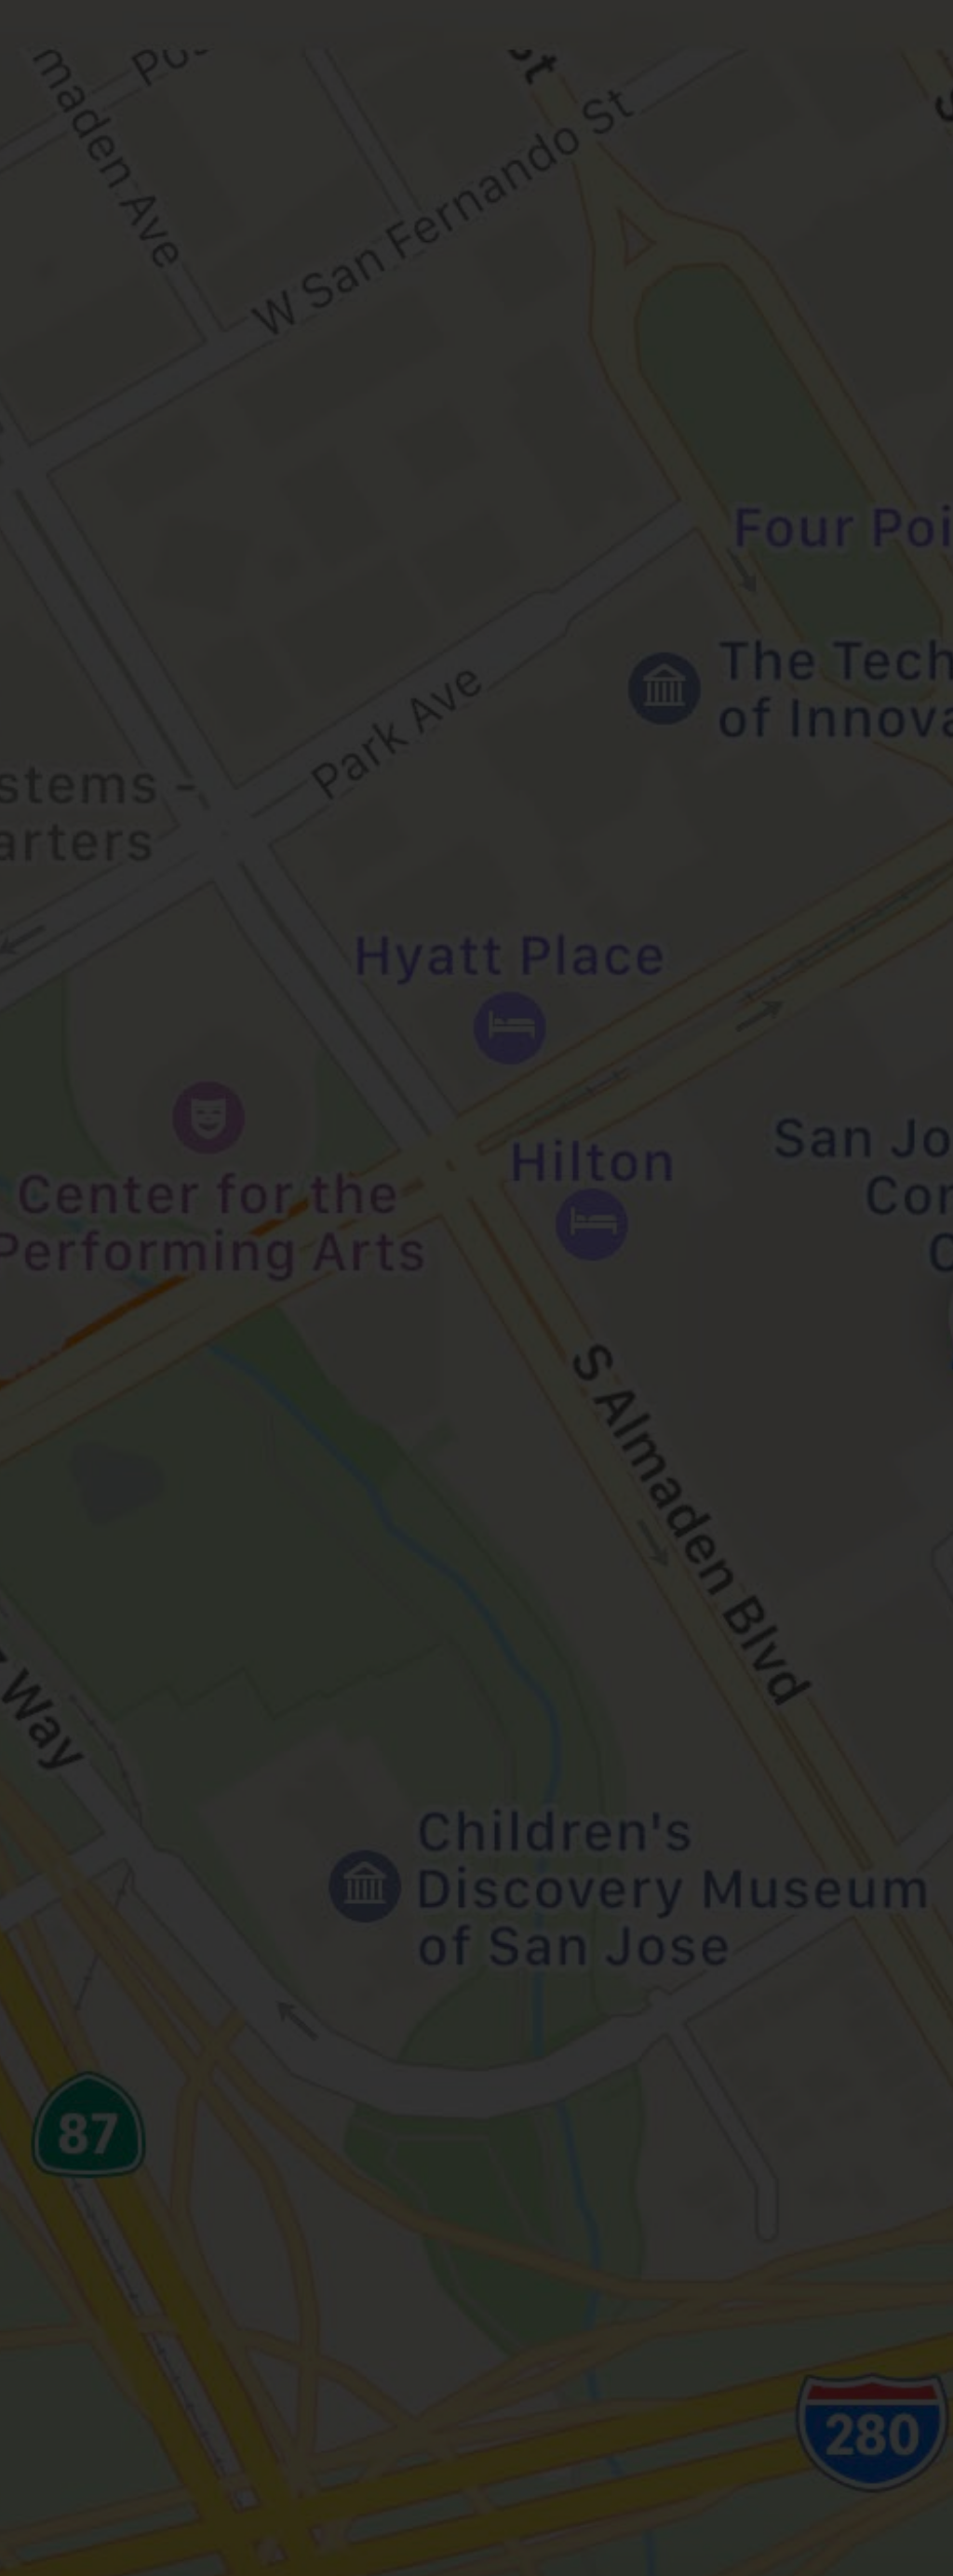 maden Ave
W San Fernando St
Four Poi
The Tech
of Innova
Park Ave
stems -
arters
Hyatt Place
Hilton
San Jo
Cor
C
Center for the
Performing Arts
S Almaden Blvd
Way
Children's
Discovery Museum
of San Jose
87
280